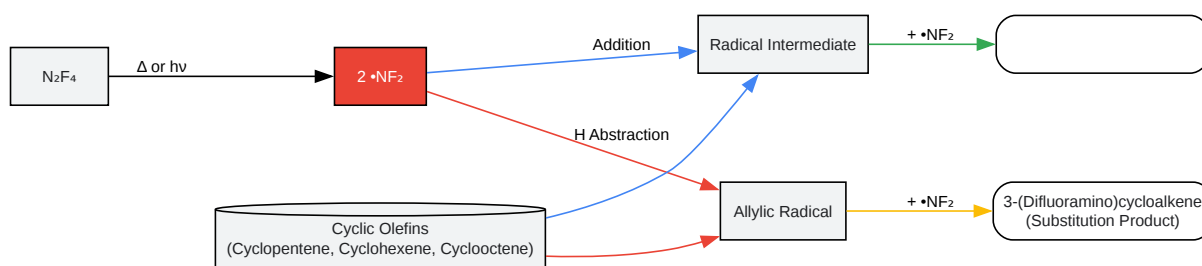 N₂F₄
Δ or hν
2 •NF₂
Addition
H Abstraction
Radical Intermediate
+ •NF₂
Cyclic Olefins
(Cyclopentene, Cyclohexene, Cyclooctene)
Allylic Radical
+ •NF₂
3-(Difluoramino)cycloalkene
(Substitution Product)